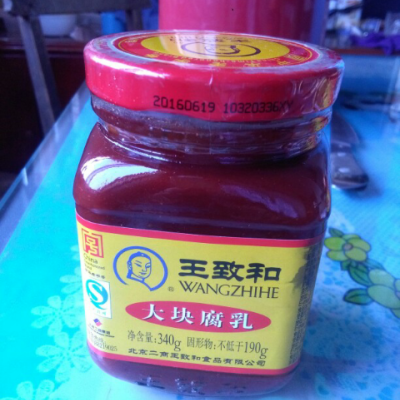 20160619 10320336XY
王致和
WANGZHIHE
大块腐乳
净含量:340g 固形物:不低于190g
北京二商王致和食品有限公司